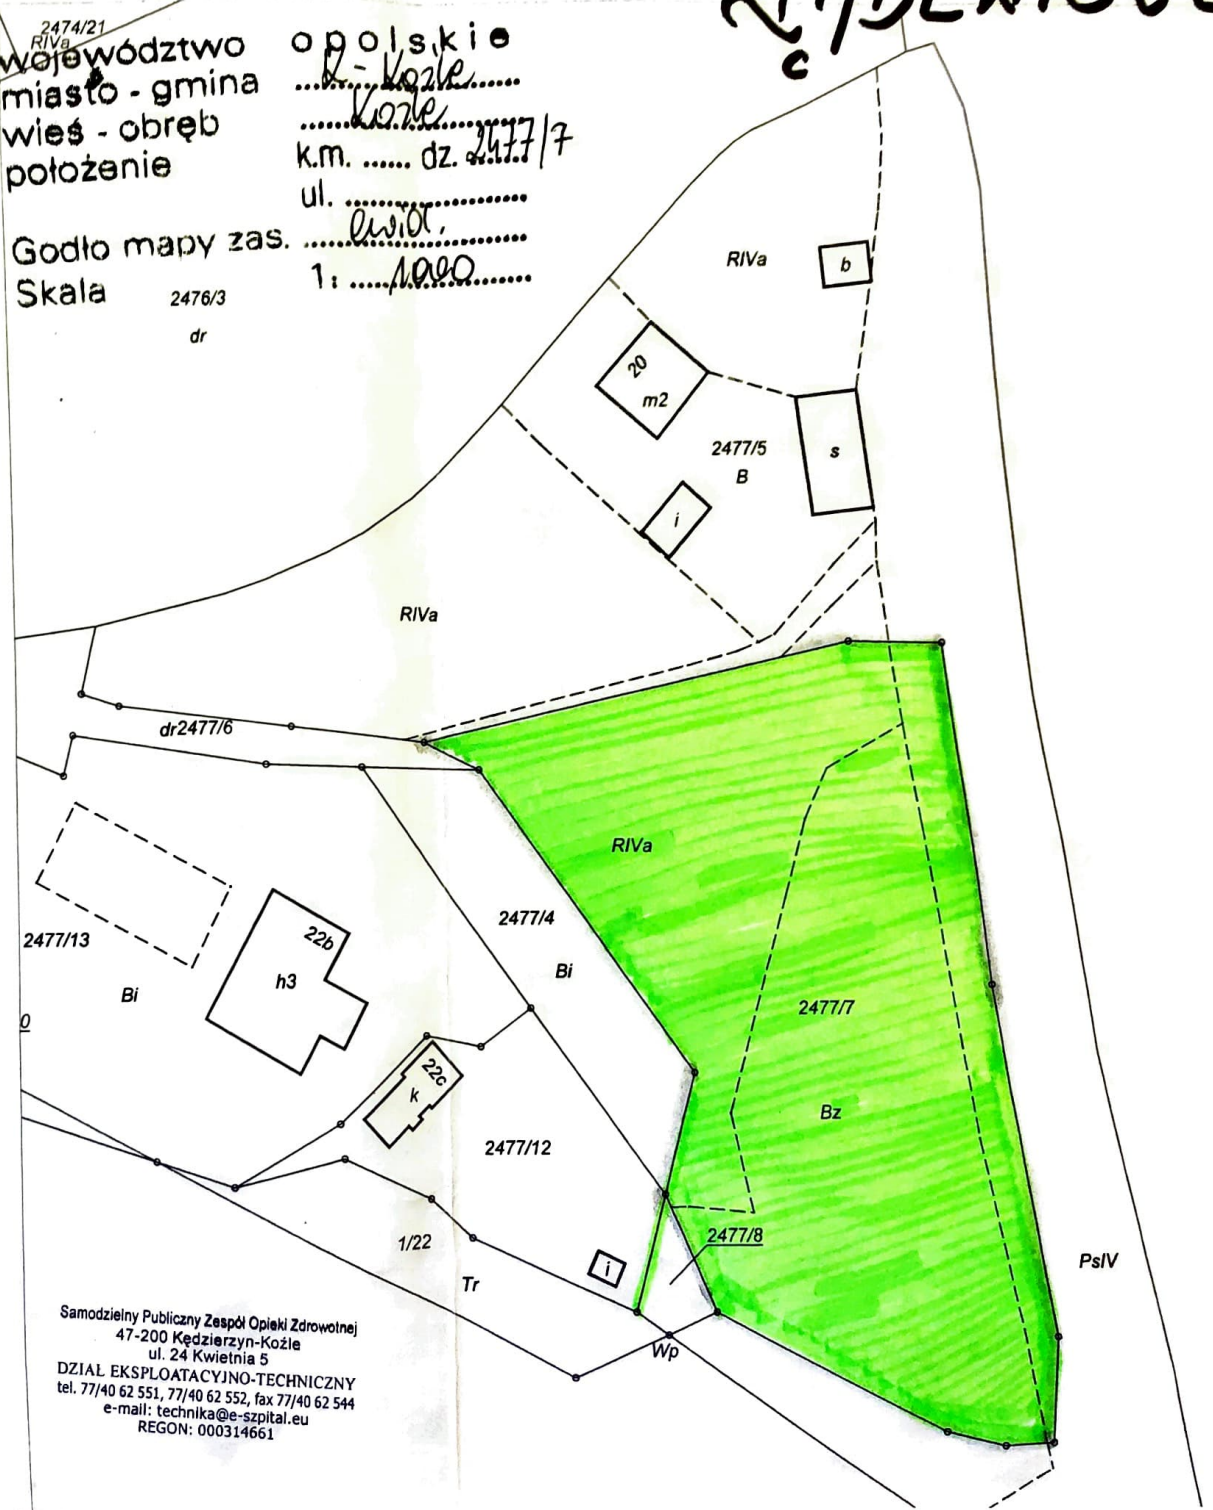 2474/21
RIVa
województwo opolskie
miasto - gmina K-Koźle
wieś - obręb Koźle
położenie k.m. ...... dz. 2477/7
ul. ........................
Godło mapy zas.
Skala 1: 1000
2476/3
dr
RIVa
b
20
m2
2477/5
B
s
i
RIVa
dr2477/6
RIVa
2477/4
Bi
22b
h3
2477/13
Bi
0
2477/7
22c
k
Bz
2477/12
2477/8
1/22
i
Tr
PsIV
Wp
Samodzielny Publiczny Zespół Opieki Zdrowotnej
47-200 Kędzierzyn-Koźle
ul. 24 Kwietnia 5
DZIAŁ EKSPLOATACYJNO-TECHNICZNY
tel. 77/40 62 551, 77/40 62 552, fax 77/40 62 544
e-mail: technika@e-szpital.eu
REGON: 000314661